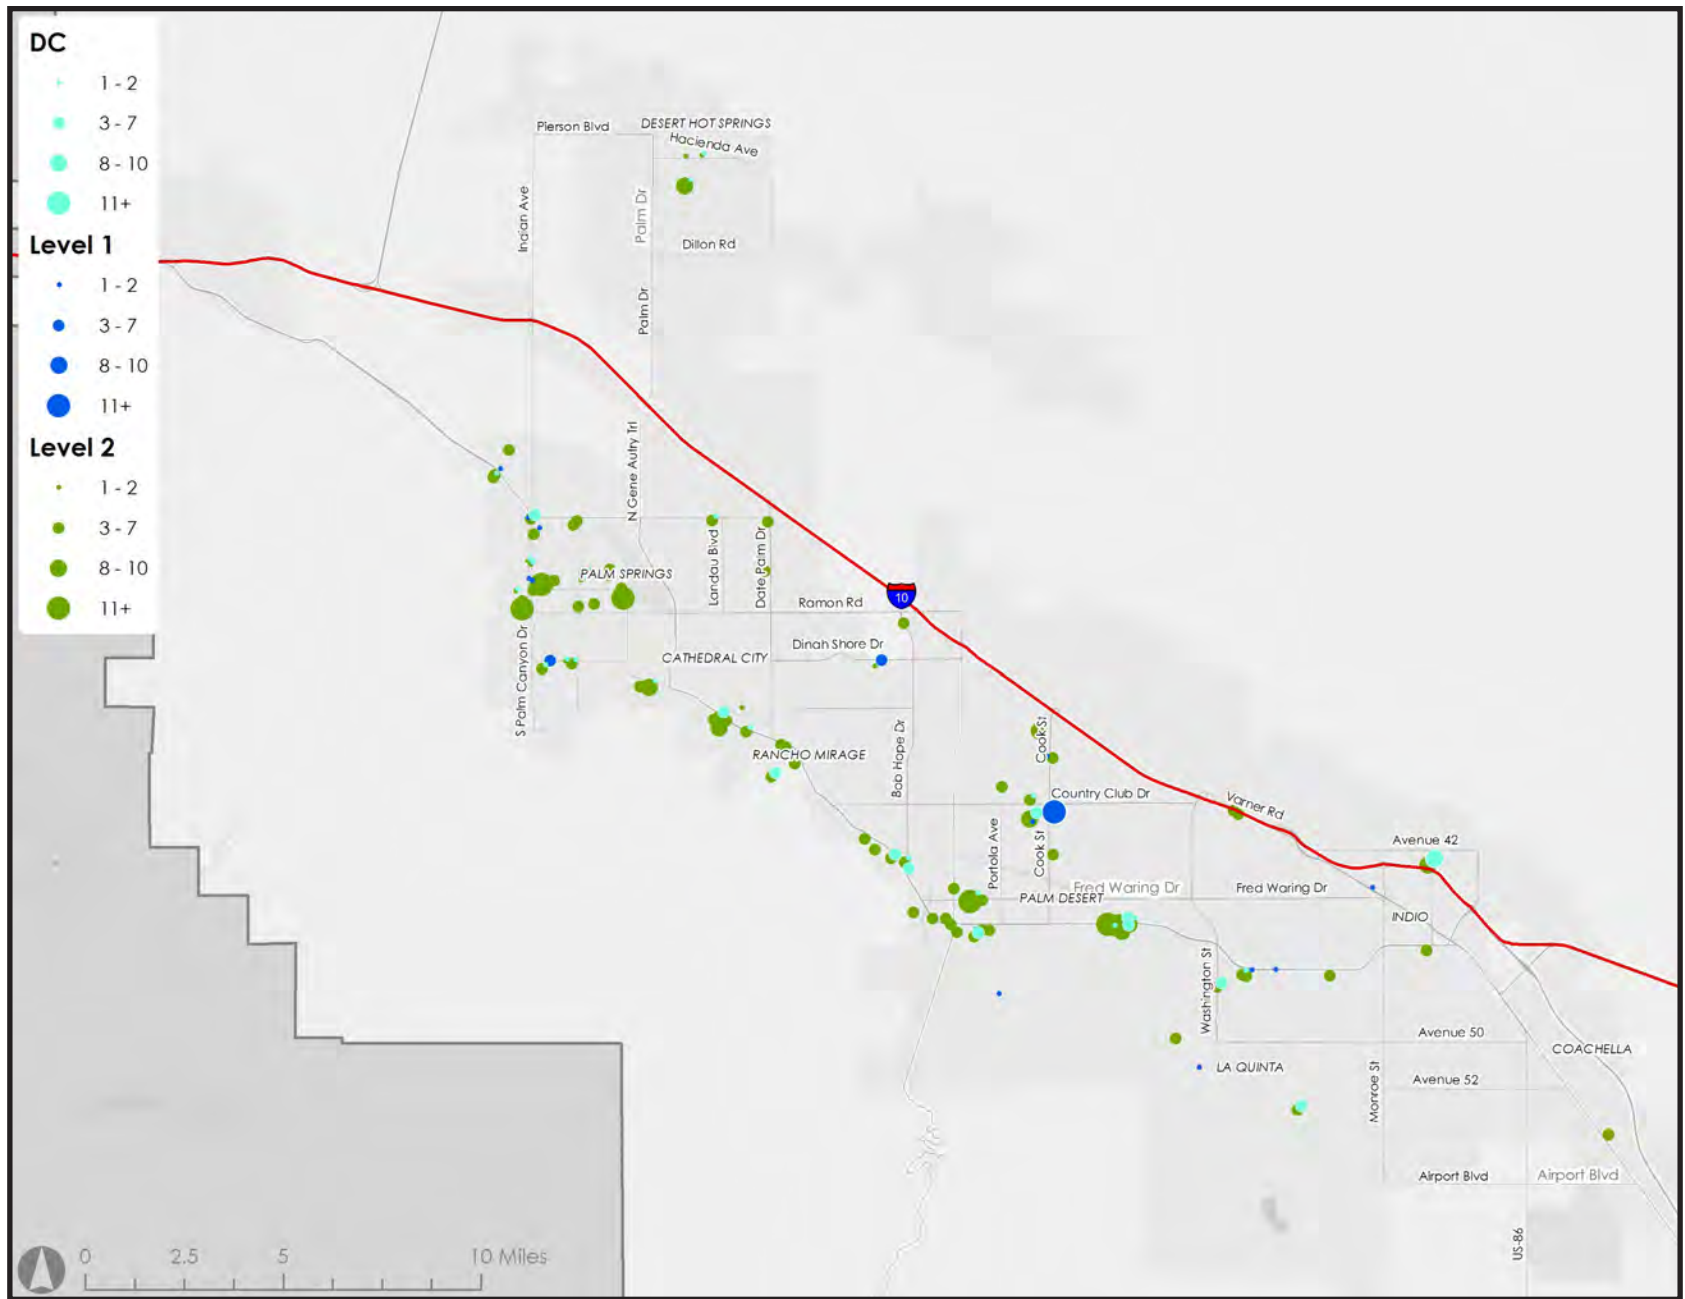 DC
1 - 2
3 - 7
8 - 10
11+
Level 1
1 - 2
3 - 7
8 - 10
11+
Level 2
1 - 2
3 - 7
8 - 10
11+
Pierson Blvd
DESERT HOT SPRINGS
Hacienda Ave
Indian Ave
Palm Dr
Dillon Rd
Palm Dr
N Gene Autry Trl
Landau Blvd
Date Palm Dr
PALM SPRINGS
10
Ramon Rd
Dinah Shore Dr
CATHEDRAL CITY
S Palm Canyon Dr
RANCHO MIRAGE
Bob Hope Dr
Cook St
Country Club Dr
Varner Rd
Portola Ave
Cook St
Avenue 42
Fred Waring Dr
Fred Waring Dr
PALM DESERT
INDIO
Washington St
Avenue 50
COACHELLA
LA QUINTA
Avenue 52
Monroe St
Airport Blvd
Airport Blvd
US-86
0 2.5 5 10 Miles